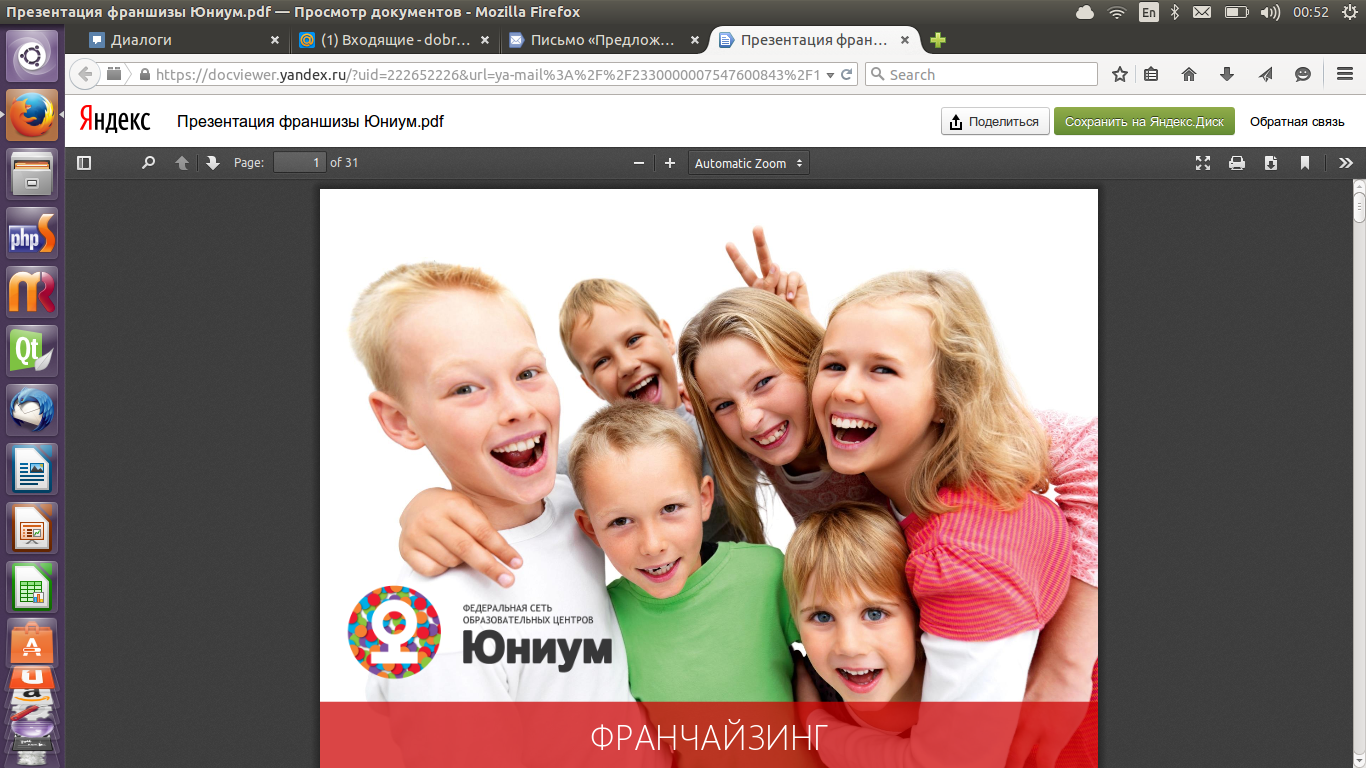 Презентация франшизы Юниум.pdf — Просмотр документов - Mozilla Firefox
En
00:52
Диалоги
(1) Входящие - dobr…
Письмо «Предлож…
Презентация фран…
https://docviewer.yandex.ru/?uid=222652226&url=ya-mail%3A%2F%2F2330000007547600843%2F1
Search
Яндекс
Презентация франшизы Юниум.pdf
Поделиться
Сохранить на Яндекс.Диск
Обратная связь
Page:
1
of 31
Automatic Zoom
php S
Qt
ФЕДЕРАЛЬНАЯ СЕТЬ
ОБРАЗОВАТЕЛЬНЫХ ЦЕНТРОВ
Юниум
ФРАНЧАЙЗИНГ